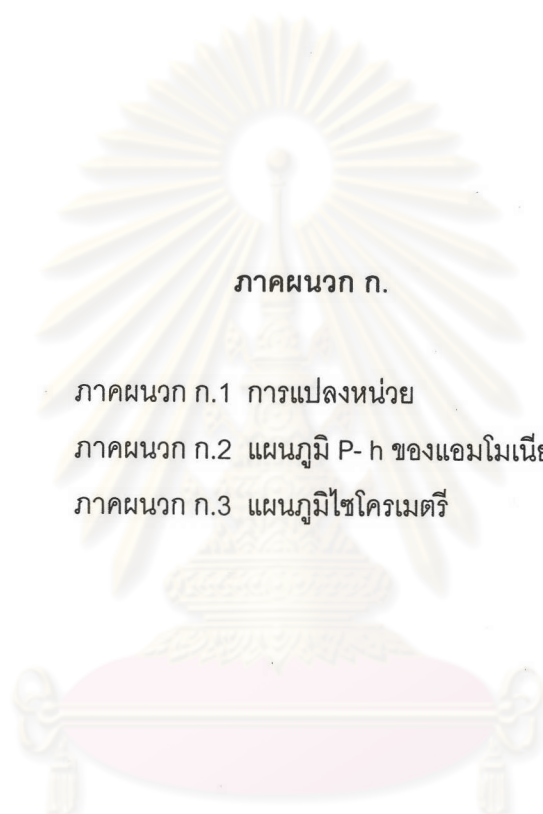 ภาคผนวก ก.
ภาคผนวก ก.1 การแปลงหน่วย
ภาคผนวก ก.2 แผนภูมิ P- h ของ
ภาคผนวก ก.3 แผนภูมิไซโครเมตรี